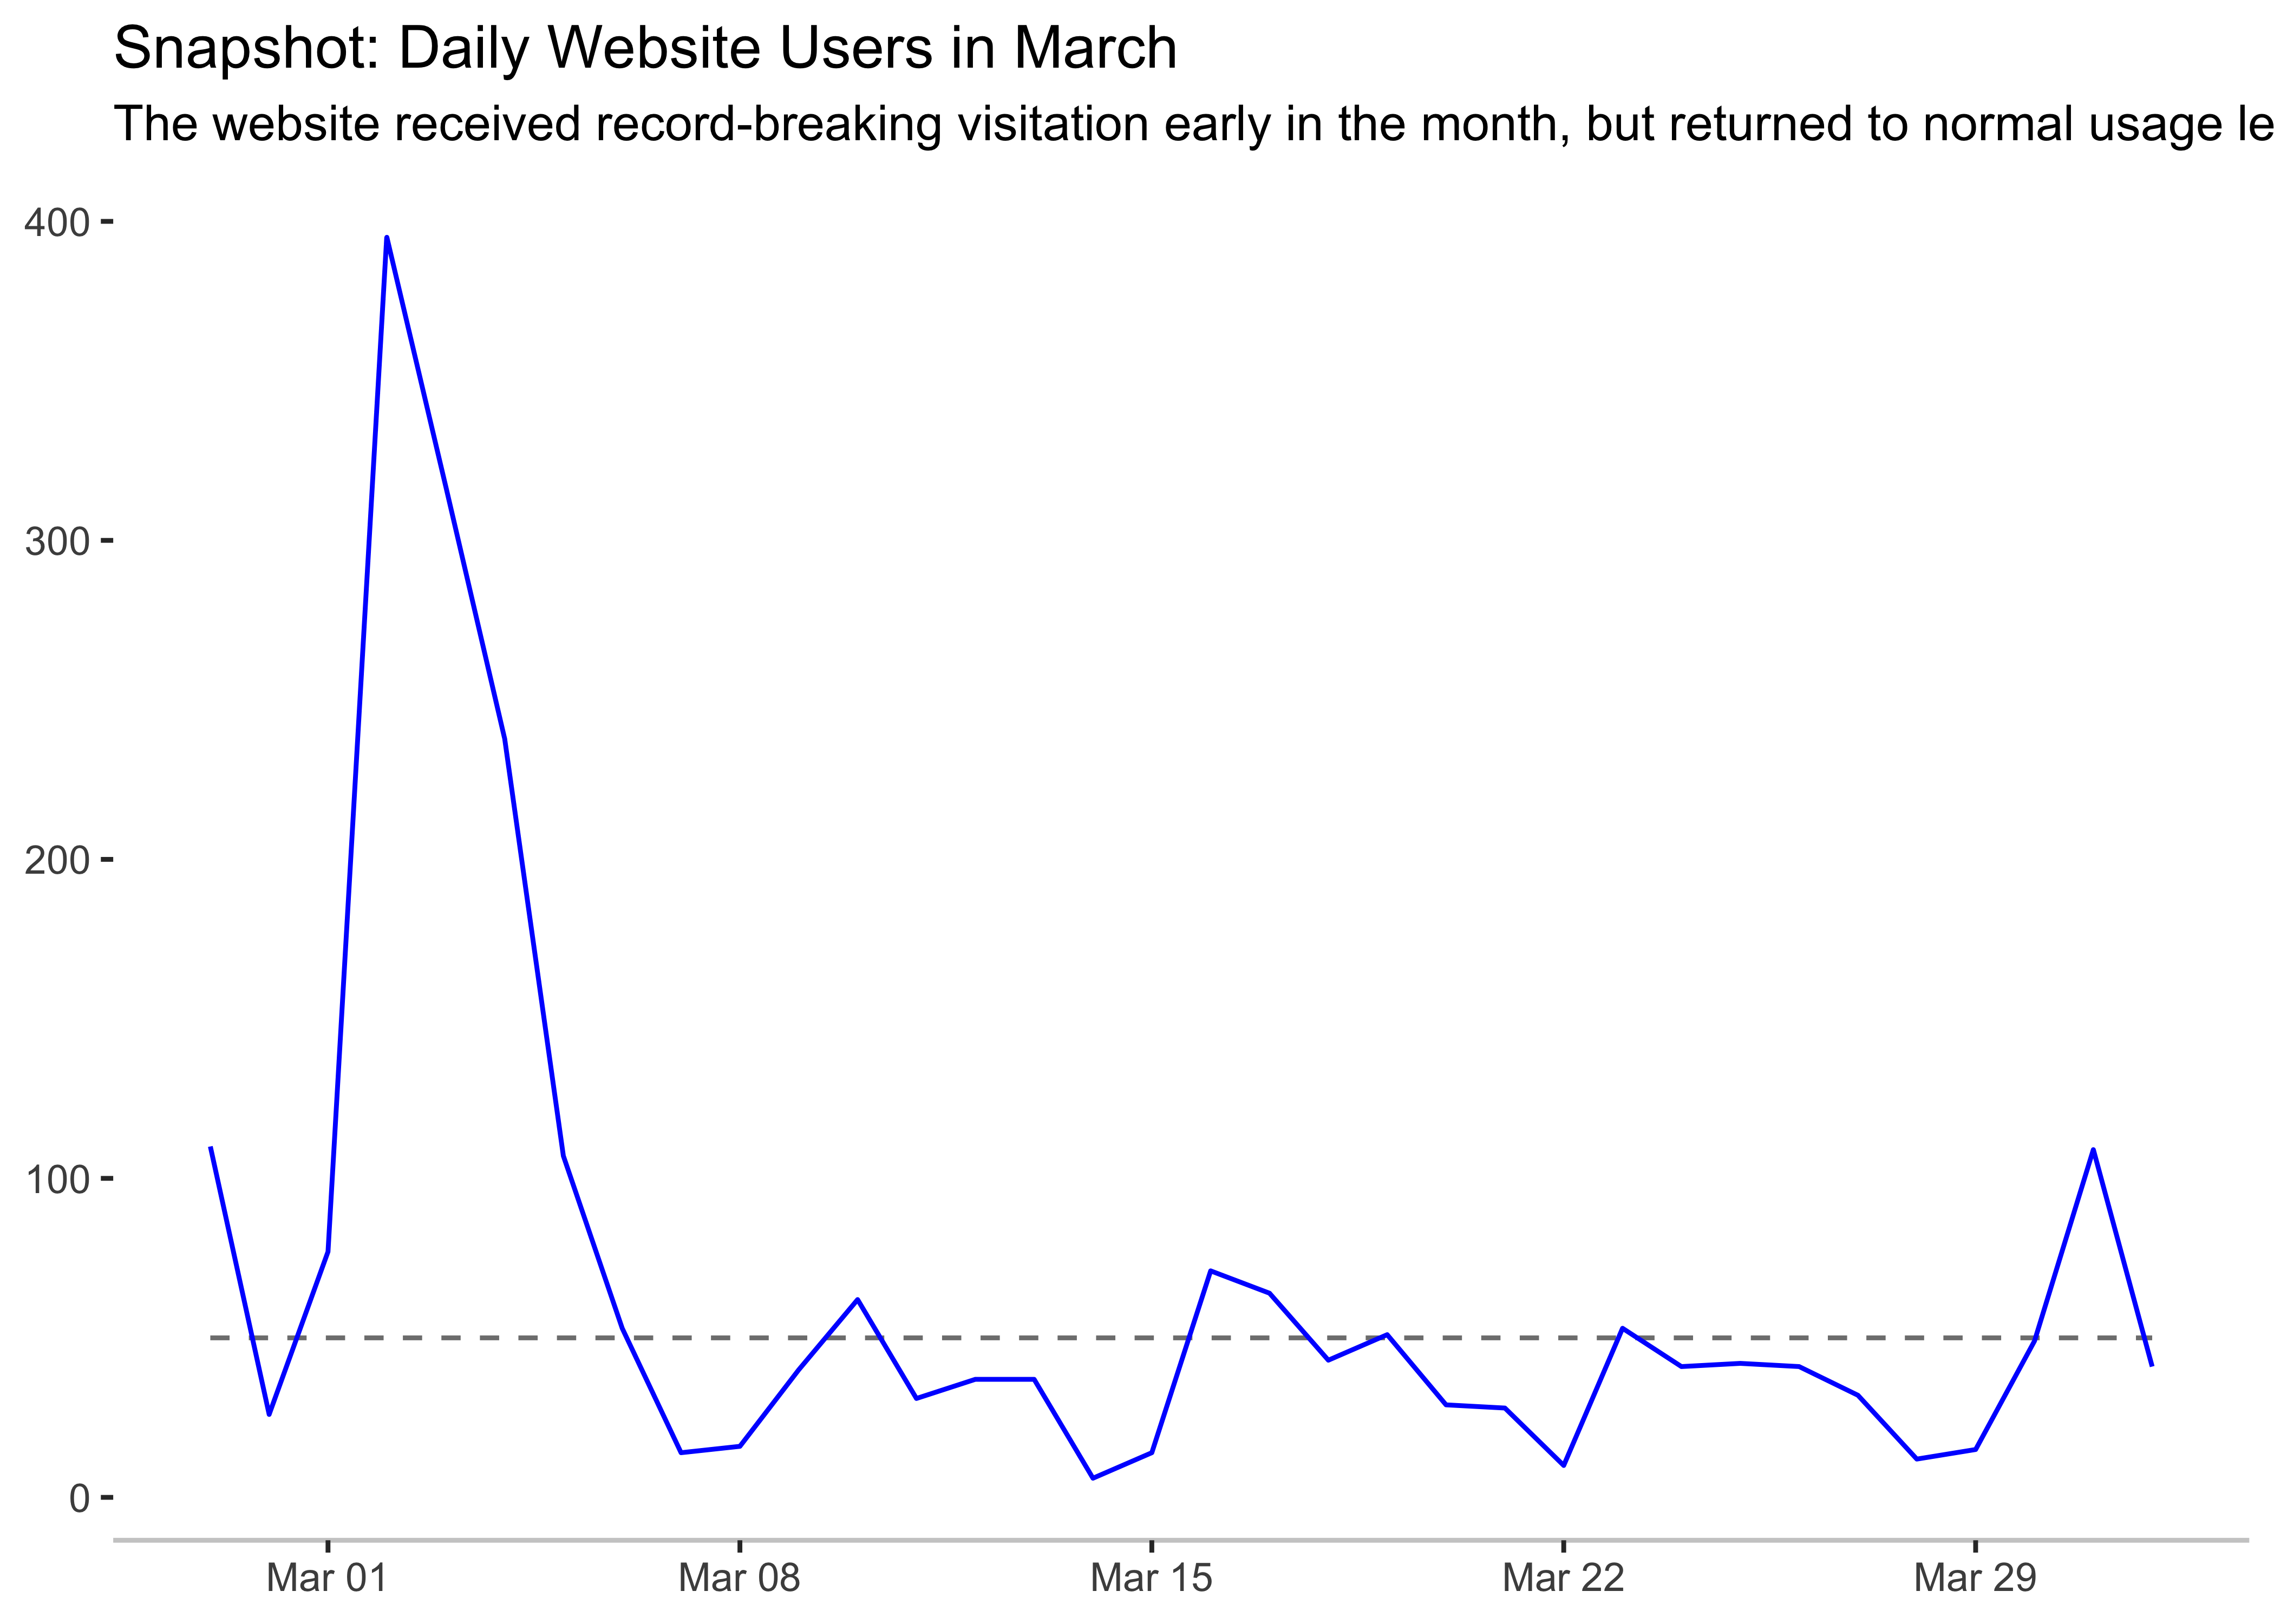 Snapshot: Daily Website Users in March
The website received record-breaking visitation early in the month, but returned to normal usage le
400
300
200
100
0
Mar 01 Mar 08 Mar 15 Mar 22 Mar 29